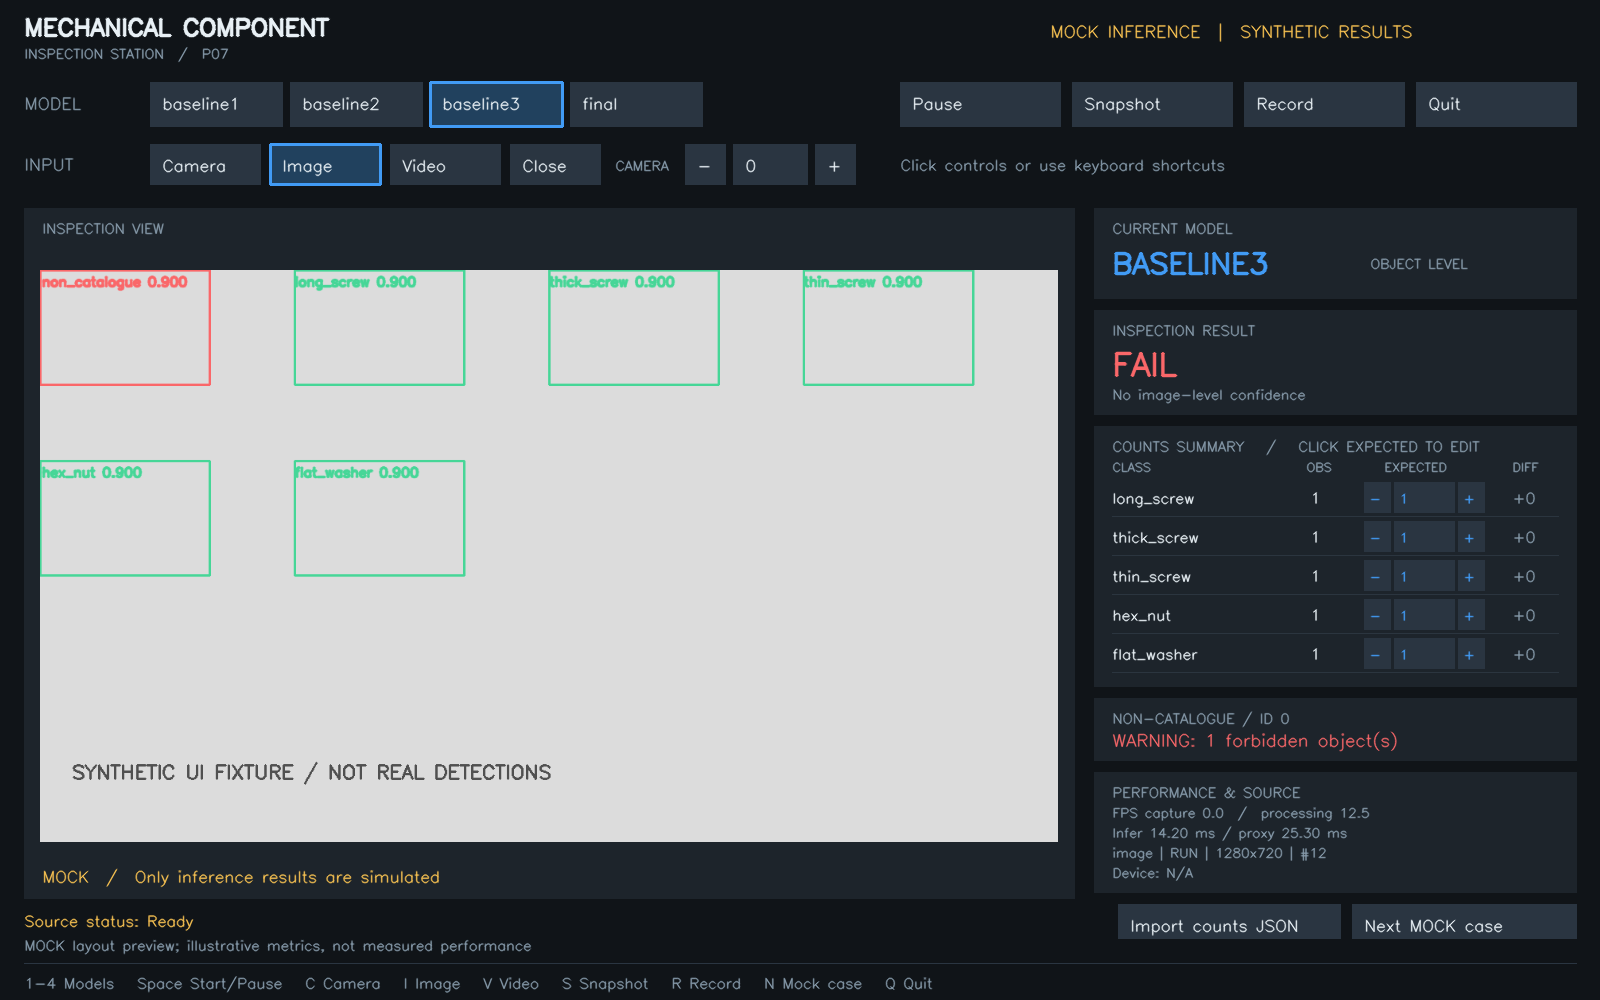 MECHANICAL COMPONENT
INSPECTION STATION / P07
MOCK INFERENCE | SYNTHETIC RESULTS
MODEL baseline1 baseline2 baseline3 final Pause Snapshot Record Quit
INPUT Camera Image Video Close CAMERA − 0 + Click controls or use keyboard shortcuts
INSPECTION VIEW
non_catalogue 0.900 long_screw 0.900 thick_screw 0.900 thin_screw 0.900
hex_nut 0.900 flat_washer 0.900
SYNTHETIC UI FIXTURE / NOT REAL DETECTIONS
MOCK / Only inference results are simulated
CURRENT MODEL
BASELINE3 OBJECT LEVEL
INSPECTION RESULT
FAIL
No image-level confidence
COUNTS SUMMARY / CLICK EXPECTED TO EDIT
CLASS OBS EXPECTED DIFF
long_screw 1 − 1 + +0
thick_screw 1 − 1 + +0
thin_screw 1 − 1 + +0
hex_nut 1 − 1 + +0
flat_washer 1 − 1 + +0
NON-CATALOGUE / ID 0
WARNING: 1 forbidden object(s)
PERFORMANCE & SOURCE
FPS capture 0.0 / processing 12.5
Infer 14.20 ms / proxy 25.30 ms
image | RUN | 1280x720 | #12
Device: N/A
Import counts JSON Next MOCK case
Source status: Ready
MOCK layout preview; illustrative metrics, not measured performance
1-4 Models Space Start/Pause C Camera I Image V Video S Snapshot R Record N Mock case Q Quit